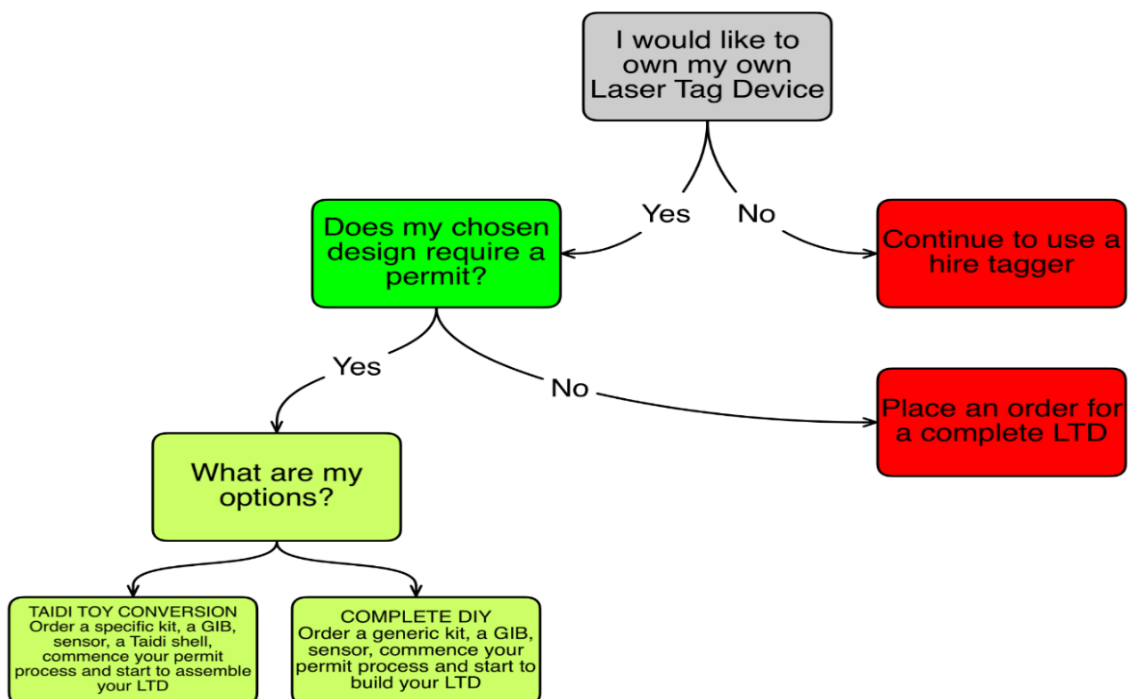 I would like to
own my own
Laser Tag Device
Yes
No
Does my chosen
design require a
permit?
Continue to use a
hire tagger
Yes
No
Place an order for
a complete LTD
What are my
options?
TAIDI TOY CONVERSION
Order a specific kit, a GIB,
sensor, a Taidi shell,
commence your permit
process and start to assemble
your LTD
COMPLETE DIY
Order a generic kit, a GIB,
sensor, commence your
permit process and start to
build your LTD